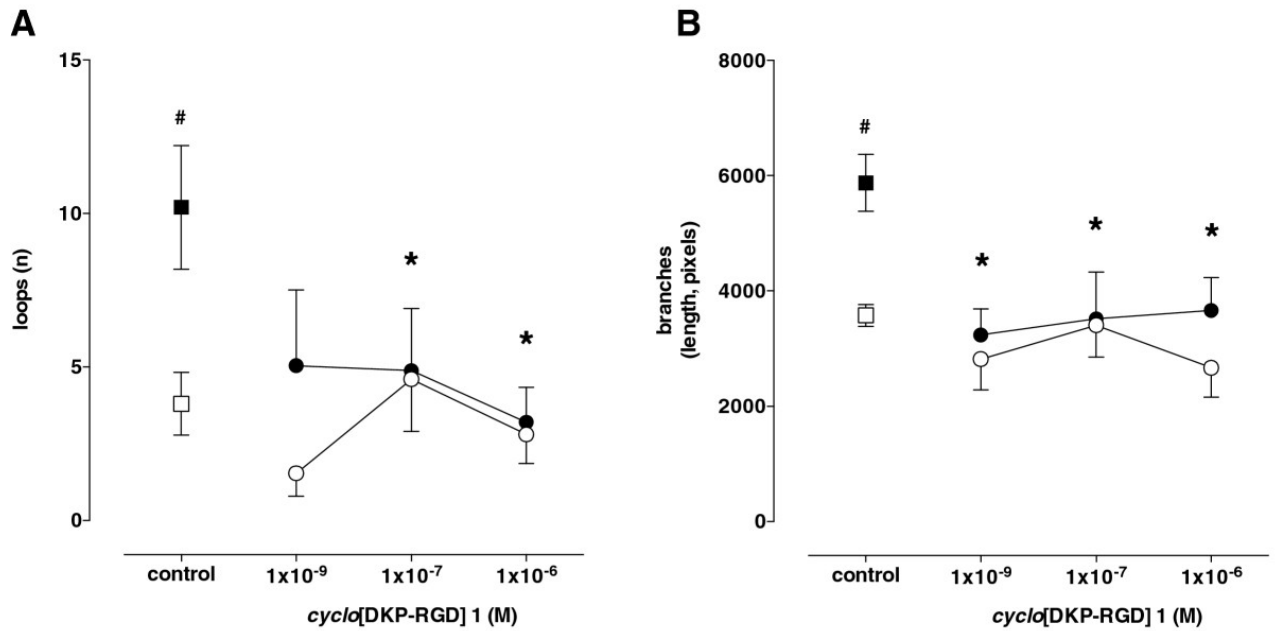 A
15
10
5
0
loops (n)
#
*
*
control
1x10⁻⁹
1x10⁻⁷
1x10⁻⁶
cyclo[DKP-RGD] 1 (M)
B
8000
6000
4000
2000
0
branches
(length, pixels)
#
*
*
*
control
1x10⁻⁹
1x10⁻⁷
1x10⁻⁶
cyclo[DKP-RGD] 1 (M)